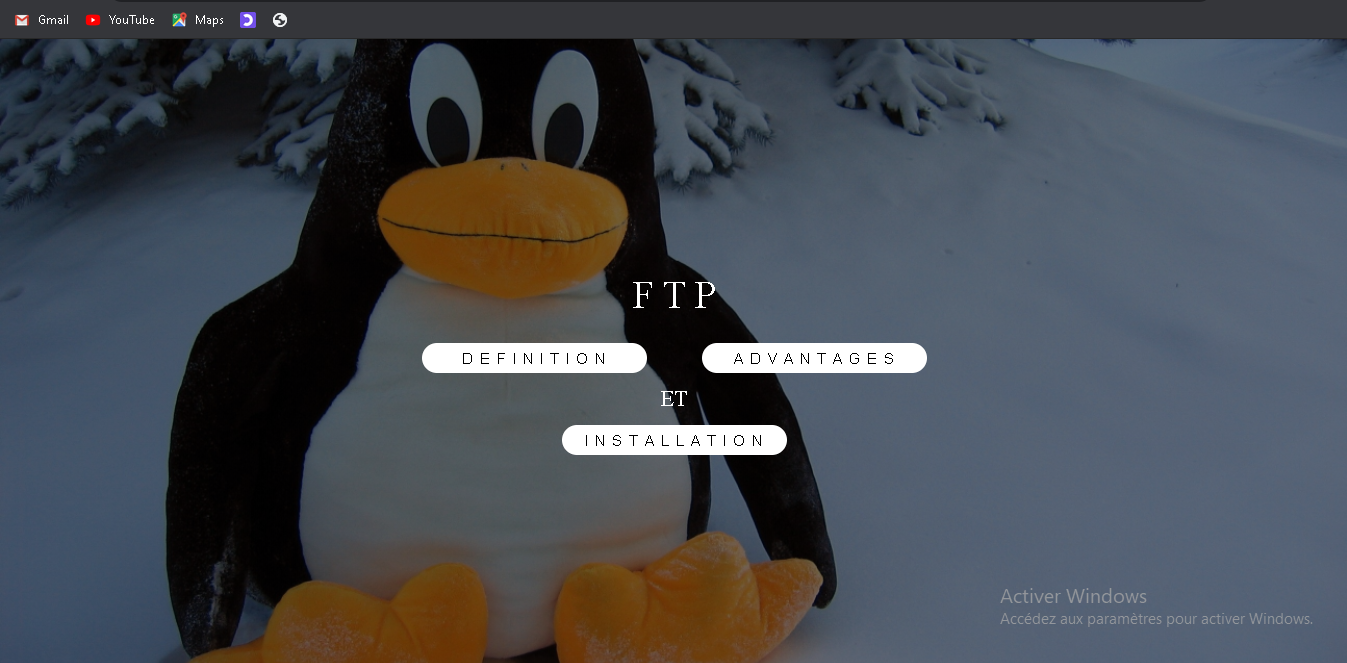 Gmail YouTube Maps
FTP
DEFINITION ADVANTAGES
ET
INSTALLATION
Activer Windows
Accédez aux paramètres pour activer Windows.